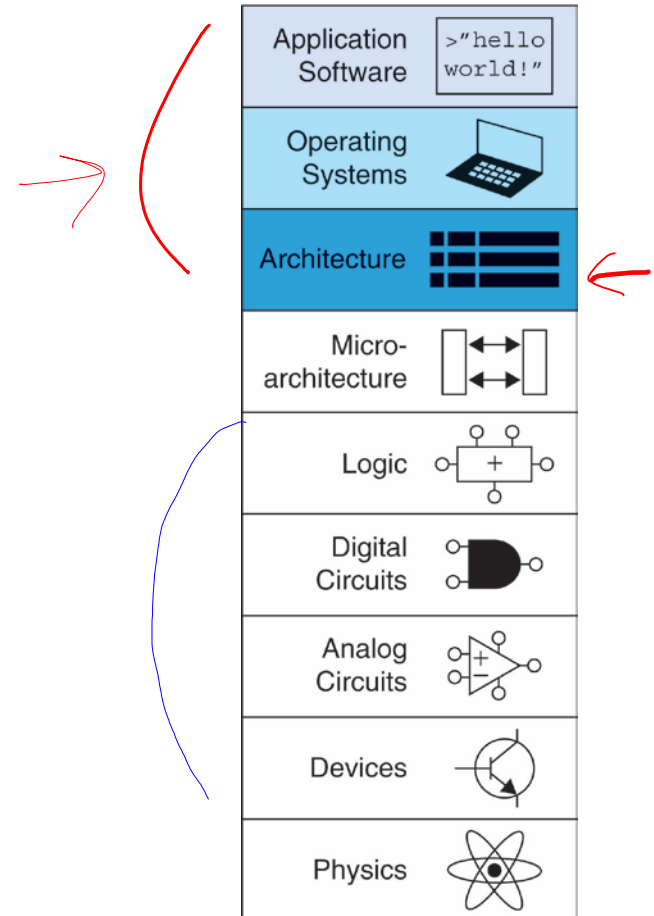 Application
Software
>"hello
world!"
Operating
Systems
Architecture
Micro-
architecture
Logic
+
Digital
Circuits
Analog
Circuits
+
−
Devices
Physics